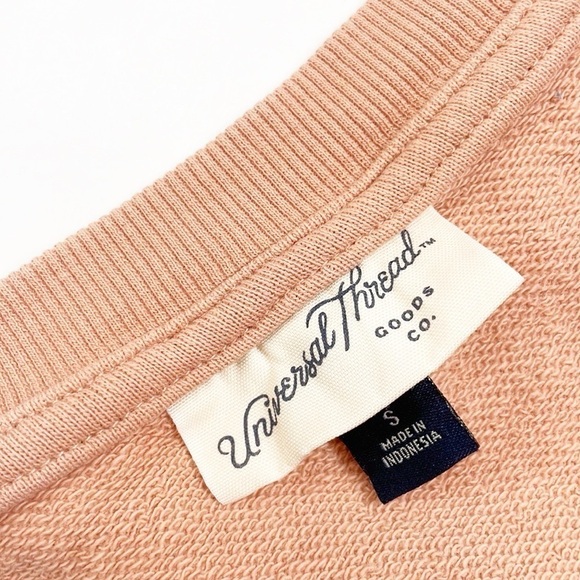 Universal Thread™
GOODS
CO.
S
MADE IN
INDONESIA